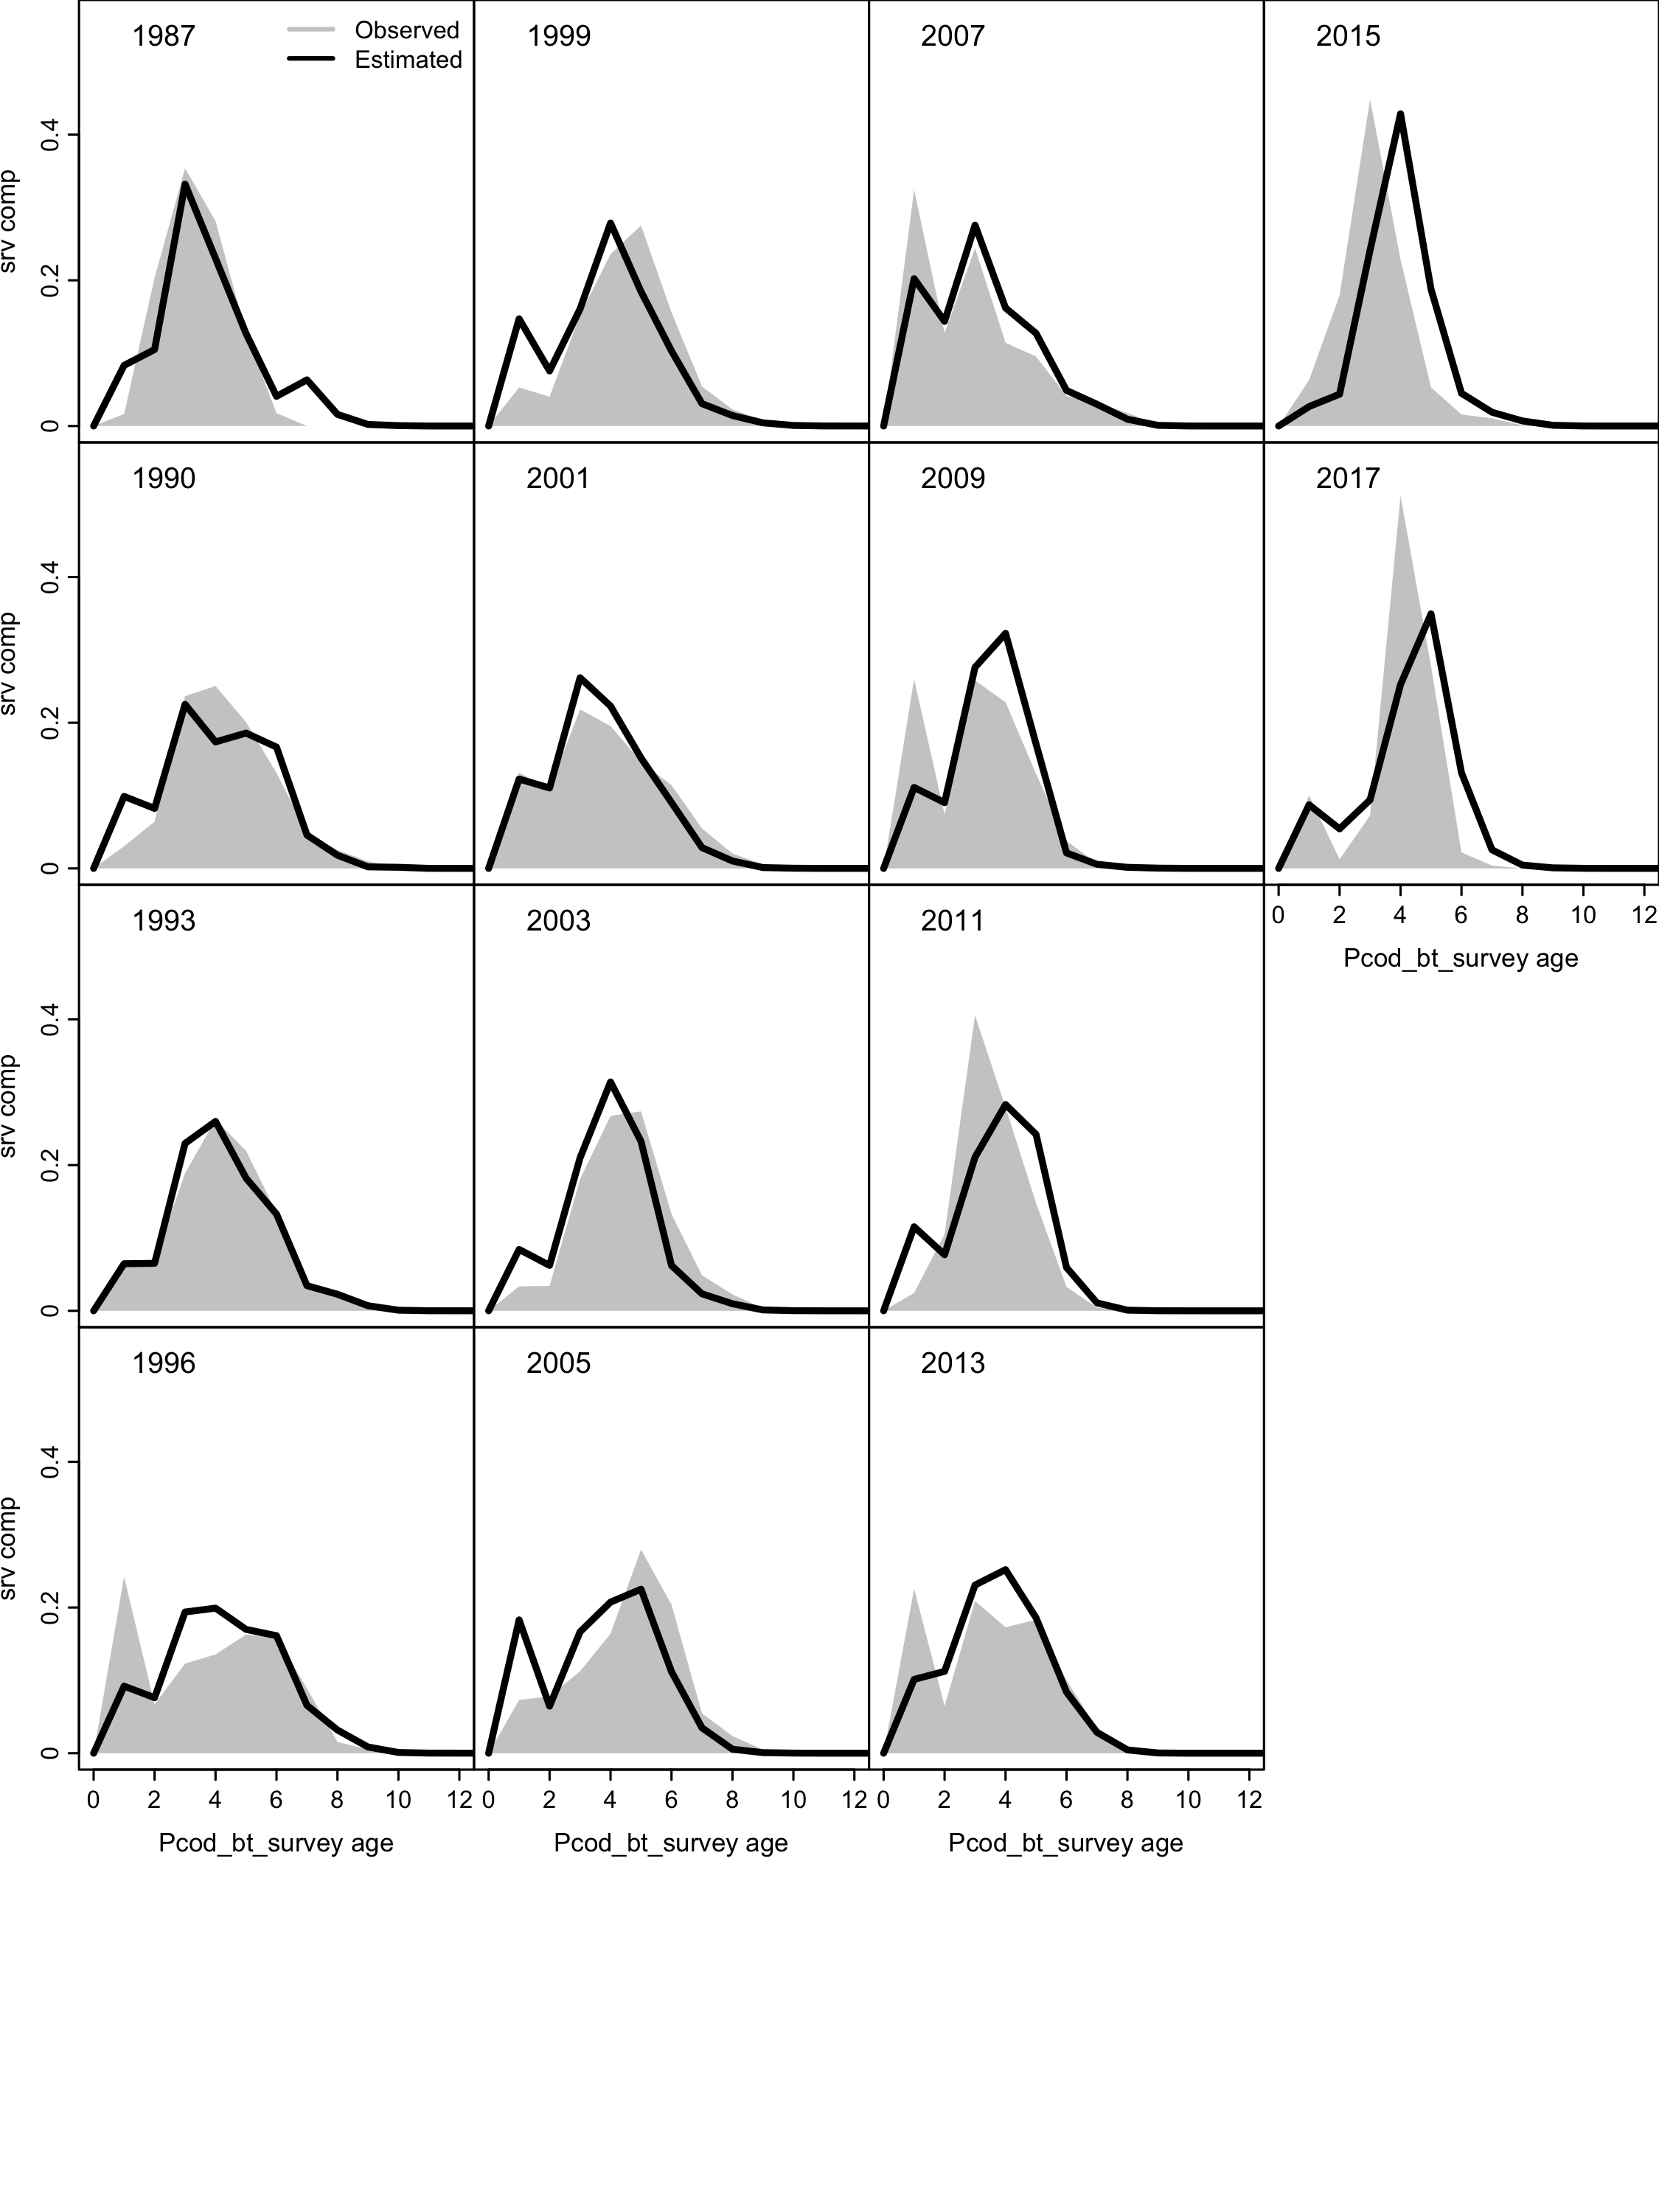 1987
Observed
Estimated
1999
2007
2015
srv comp
0.4
0.2
0
1990
2001
2009
2017
srv comp
0.4
0.2
0
0 2 4 6 8 10 12
Pcod_bt_survey age
1993
2003
2011
srv comp
0.4
0.2
0
1996
2005
2013
srv comp
0.4
0.2
0
0 2 4 6 8 10 12 0 2 4 6 8 10 12 0 2 4 6 8 10 12
Pcod_bt_survey age Pcod_bt_survey age Pcod_bt_survey age